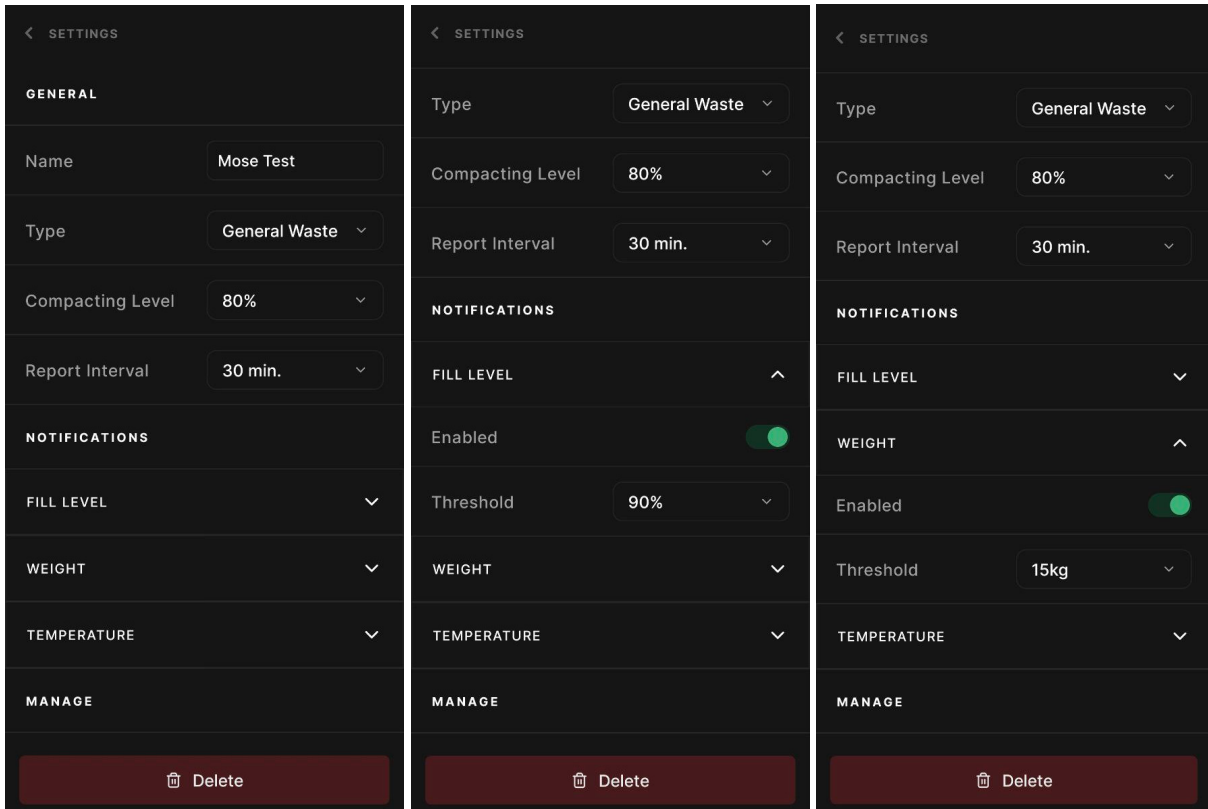 SETTINGS
GENERAL
Name Mose Test
Type General Waste
Compacting Level 80%
Report Interval 30 min.
NOTIFICATIONS
FILL LEVEL
WEIGHT
TEMPERATURE
MANAGE
Delete
SETTINGS
Type General Waste
Compacting Level 80%
Report Interval 30 min.
NOTIFICATIONS
FILL LEVEL
Enabled
Threshold 90%
WEIGHT
TEMPERATURE
MANAGE
Delete
SETTINGS
Type General Waste
Compacting Level 80%
Report Interval 30 min.
NOTIFICATIONS
FILL LEVEL
WEIGHT
Enabled
Threshold 15kg
TEMPERATURE
MANAGE
Delete